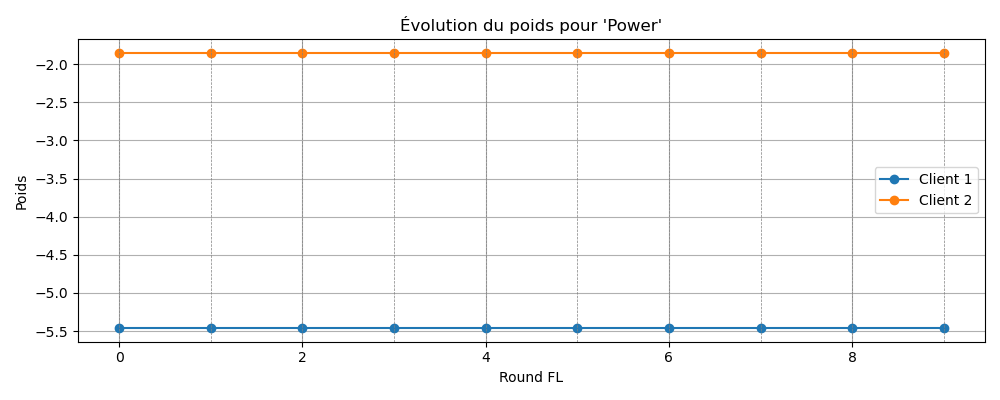 Évolution du poids pour 'Power'
Poids
−2.0
−2.5
−3.0
−3.5
−4.0
−4.5
−5.0
−5.5
Client 1
Client 2
0 2 4 6 8
Round FL